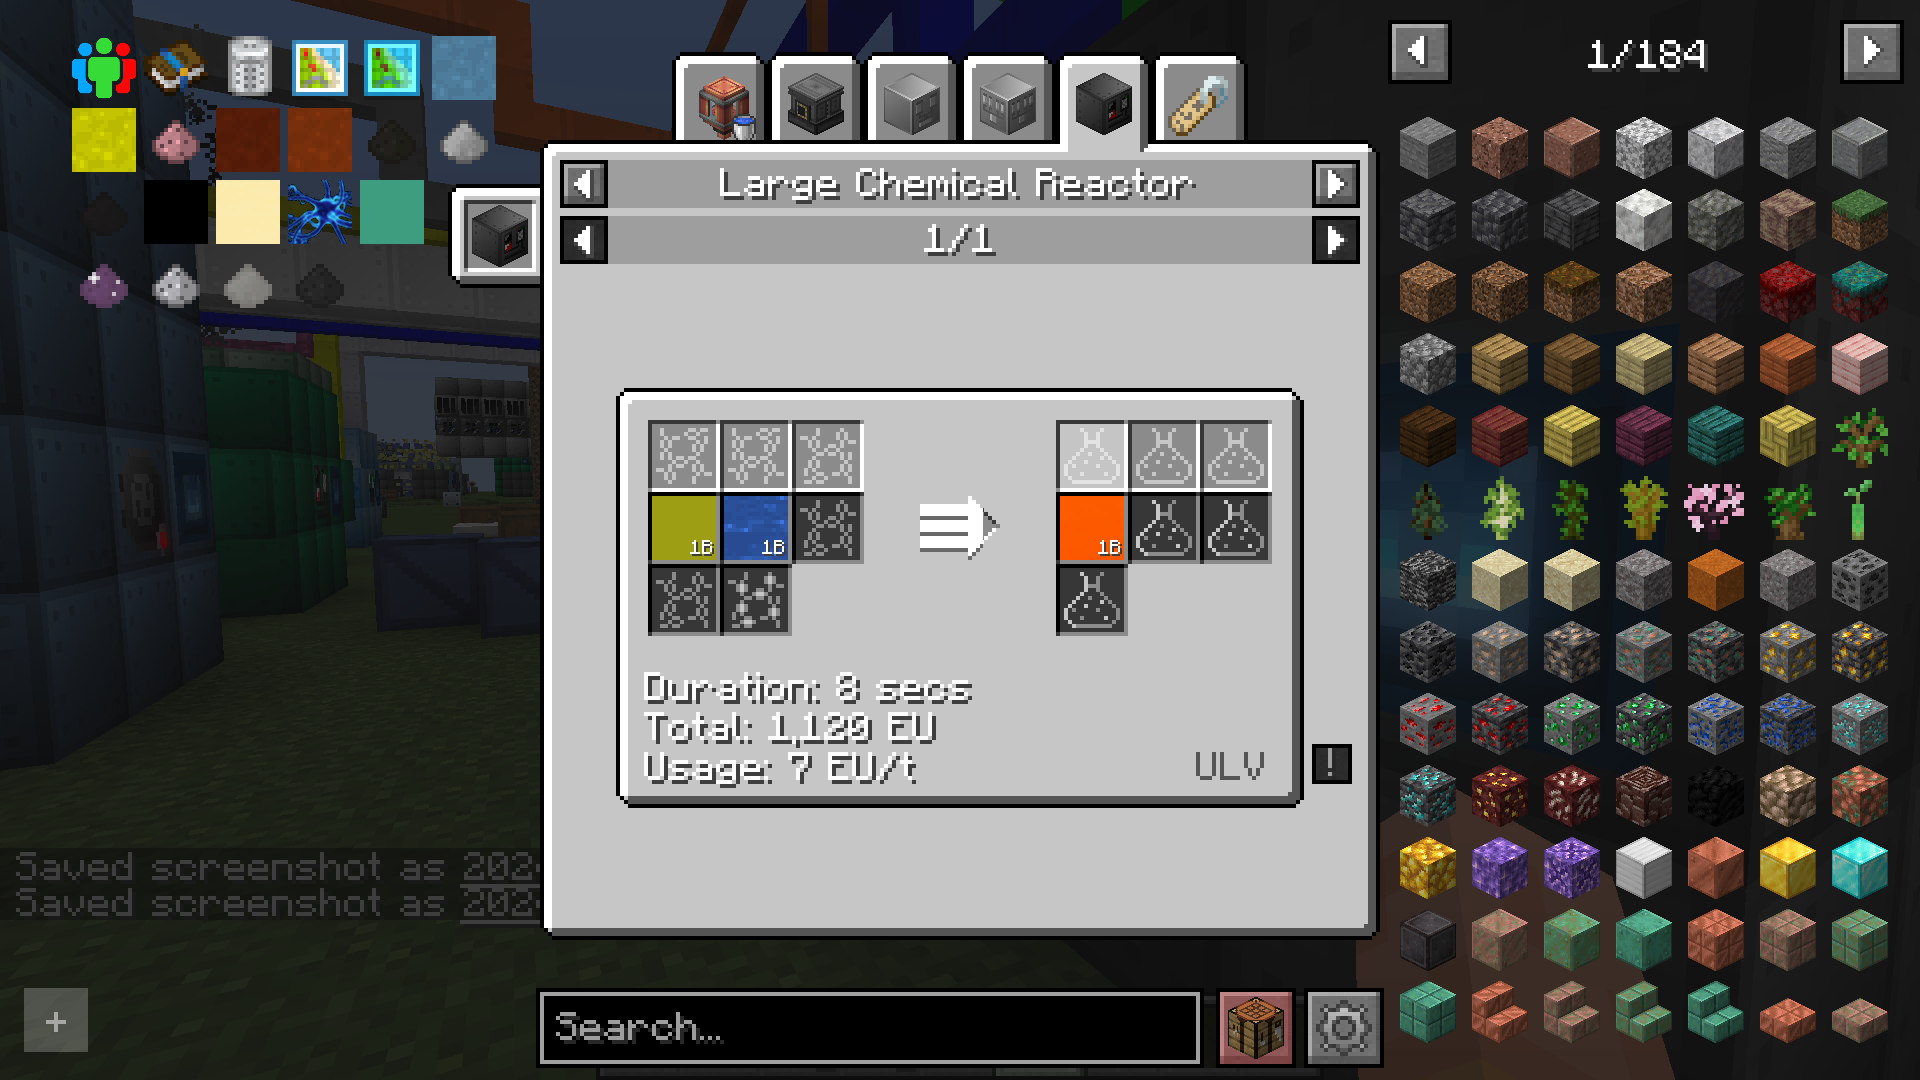 1/184
Large Chemical Reactor
1/1
1B
1B
1B
Duration: 8 secs
Total: 1,120 EU
Usage: 7 EU/t
ULV
!
Saved screenshot as 202
Saved screenshot as 202
+
Search...